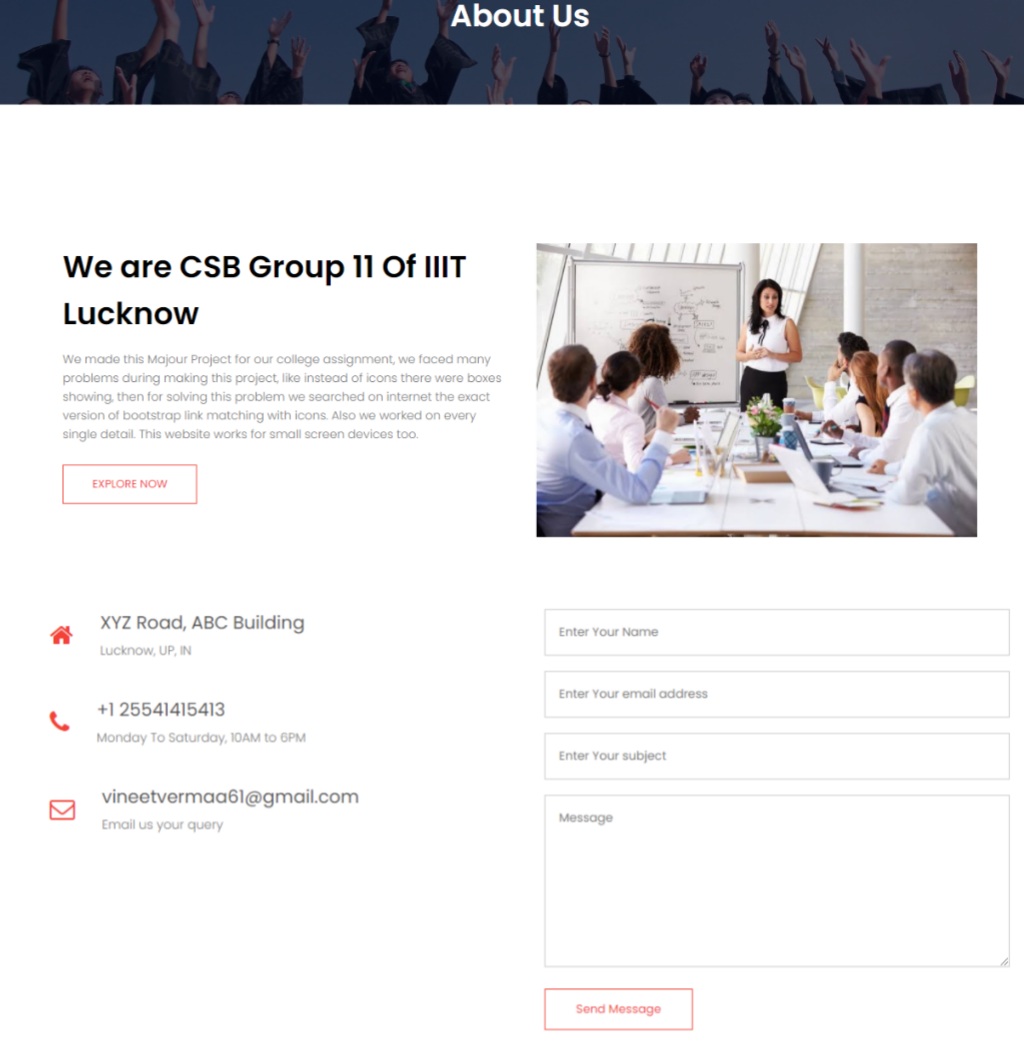 About Us
We are CSB Group 11 Of IIIT
Lucknow
We made this Majour Project for our college assignment, we faced many
problems during making this project, like instead of icons there were boxes
showing, then for solving this problem we searched on internet the exact
version of bootstrap link matching with icons. Also we worked on every
single detail. This website works for small screen devices too.
EXPLORE NOW
XYZ Road, ABC Building
Lucknow, UP, IN
+1 25541415413
Monday To Saturday, 10AM to 6PM
vineetvermaa61@gmail.com
Email us your query
Enter Your Name
Enter Your email address
Enter Your subject
Message
Send Message